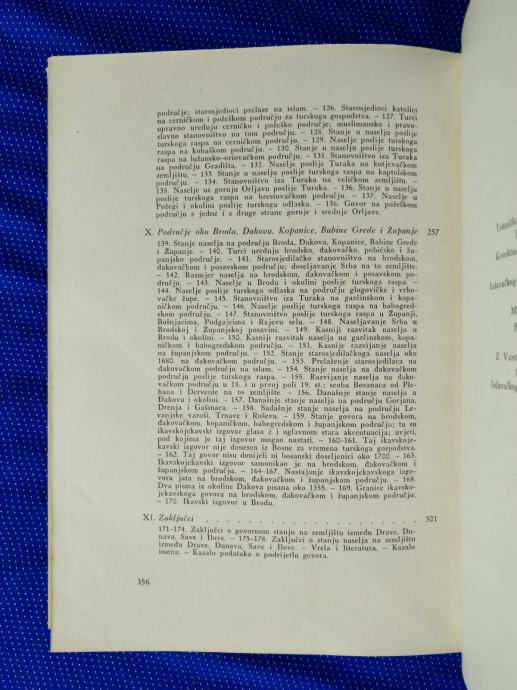 područje; starosjedioci prelaze na islam. – 126. Starosjedioci katolici
na cerničkom i požeškom području za turskoga gospodstva. – 127. Turci
upravno uređuju cerničko i požeško područje; muslimansko i pravo-
slavno stanovništvo na tom području. – 128. Stanje u naselju poslije
turskoga raspa na cerničkom području. – 129. Naselje poslije turskoga
raspa na kobaškom području. – 130. Stanje u naselju poslije turskoga
raspa na lužansko-oriovačkom području. – 131. Stanovništvo iza Turaka
na području Gradišta. – 132. Stanovništvo iza Turaka na kutjevačkom
zemljištu. – 133. Stanje u naselju poslije turskoga raspa na kaptolskom
području. – 134. Stanovništvo iza Turaka na veličkom zemljištu. –
135. Naselje uz gornju Orljavu poslije Turaka. – 136. Stanje u naselju
poslije turskoga raspa na brestovačkom području. – 137. Naselje u
Požegi i okolini poslije turskoga odlaska. – 138. Govor na požeškom
području s jedne i s druge strane gornje i srednje Orljave.
X. Područje oko Broda, Đakova, Kopanice, Babine Grede i Županje 257
139. Stanje naselja na području Broda, Đakova, Kopanice, Babine Grede
i Županje. – 140. Turci uređuju brodsko, đakovačko, pobićsko i žu-
panjsko područje. – 141. Starosjedilačko stanovništvo na brodskom,
đakovačkom i posavskom području; doseljavanje Srba na to zemljište.
– 142. Razmjer naselja na brodskom, đakovačkom i posavskom po-
dručju. – 143. Naselje u Brodu i okolini poslije turskoga raspa. –
144. Naselje poslije turskoga odlaska na području glogovičke i vrho-
vačke župe. – 145. Stanovništvo iza Turaka na garčinskom i kopa-
ničkom području. – 146. Naselje poslije turskoga raspa na babogred-
skom području. – 147. Stanovništvo poslije turskoga raspa u Županji,
Bošnjacima, Podgajcima i Rajevu selu. – 148. Naseljavanje Srba u
Brodskoj i Županjskoj posavini. – 149. Kasniji razvitak naselja u
Brodu i okolini. – 150. Kasniji razvitak naselja na garčinskom, kopa-
ničkom i babogredskom području. – 151. Kasnije razvijanje naselja
na županjskom području. – 152. Stanje starosjedilačkoga naselja oko
1680. na đakovačkom području. – 153. Prelaženje starosjedilaca na
đakovačkom području na islam. – 154. Stanje naselja na đakovačkom
području poslije turskoga raspa. – 155. Razvijanje naselja na đako-
vačkom području u 18. i u prvoj poli 19. st.; seoba Bosanaca od Ple-
hana i Dervente na to zemljište. – 156. Današnje stanje naselja u
Đakovu i okolini. – 157. Današnje stanje naselja na području Gorjana,
Drenja i Gašinaca. – 158. Sadašnje stanje naselja na području Le-
vanjske varoši, Trnave i Ruševa. – 159. Stanje govora na brodskom,
đakovačkom, kopaničkom, babogredskom i županjskom području; tu su
ikavskojekavski izgovor glasa ě i uglavnom stara akcentuacija; uvjeti,
pod kojima je taj izgovor mogao nastati. – 160–161. Taj ikavskoje-
kavski izgovor nije donesen iz Bosne za vremena turskoga gospodstva.
– 162. Taj govor nisu donijeli ni bosanski doseljenici oko 1700. – 163.
Ikavskojekavski izgovor samonikao je na brodskom, đakovačkom i
županjskom području. – 164–167. Nastajanje ikavskojekavskoga izgo-
vora jata na brodskom, đakovačkom i županjskom području. – 168.
Dva pisma iz okoline Đakova pisana oko 1355. – 169. Granice ikavsko-
jekavskoga govora na brodskom, đakovačkom i županjskom području.
– 170. Ikavski izgovor u Brodu.
XI. Zaključci . . . . . . . . . . . . . . . . . 301
171–174. Zaključci o govornom stanju na zemljištu između Drave, Du-
nava, Save i Ilove. – 175–178. Zaključci o stanju naselja na zemljištu
između Drave, Dunava, Save i Ilove. – Vrela i literatura. – Kazalo
imena. – Kazalo podataka o podrijetlu govora.
356
Tehnička
Izdavačkog
Z. Vans
Izdavačkog